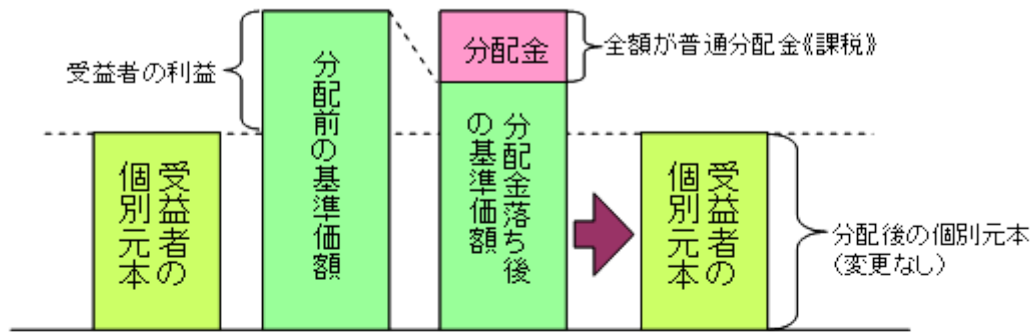 受益者の利益
受益者の
個別元本
分配前の基準価額
分配金
全額が普通分配金《課税》
分配金落ち後
の基準価額
受益者の
個別元本
分配後の個別元本
(変更なし)